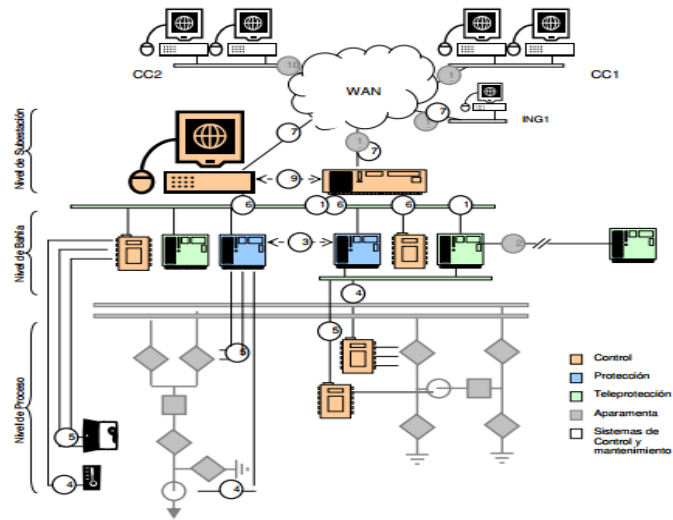 10
1
CC2
WAN
CC1
ING1
7
7
1
7
9
6
1
6
6
1
3
2
4
5
5
5
4
4
Nivel de Subestación
Nivel de Bahía
Nivel de Proceso
Control
Protección
Teleprotección
Aparamenta
Sistemas de
Control y
mantenimiento